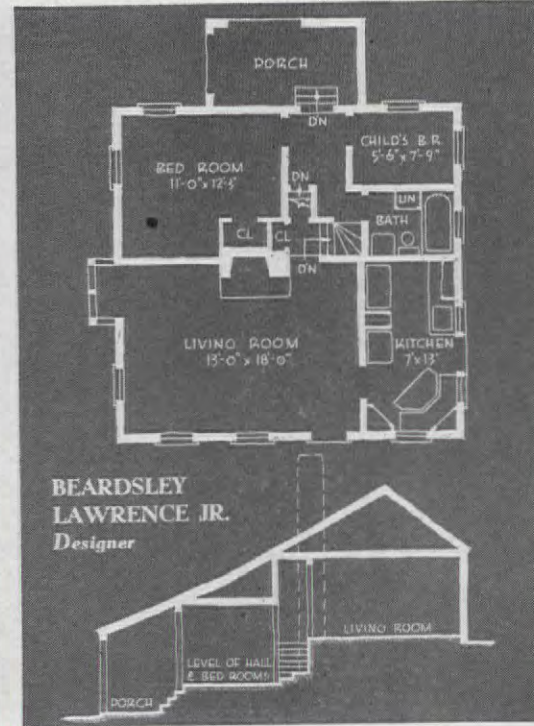 PORCH
DN
CHILD'S B.R.
5'-6" x 7'-9"
BED ROOM
11'-0" x 12'-3"
DN
LIN
BATH
CL
CL
DN
LIVING ROOM
13'-0" x 18'-0"
KITCHEN
7' x 13'
BEARDSLEY
LAWRENCE JR.
Designer
LIVING ROOM
LEVEL OF HALL
& BED ROOMS
PORCH